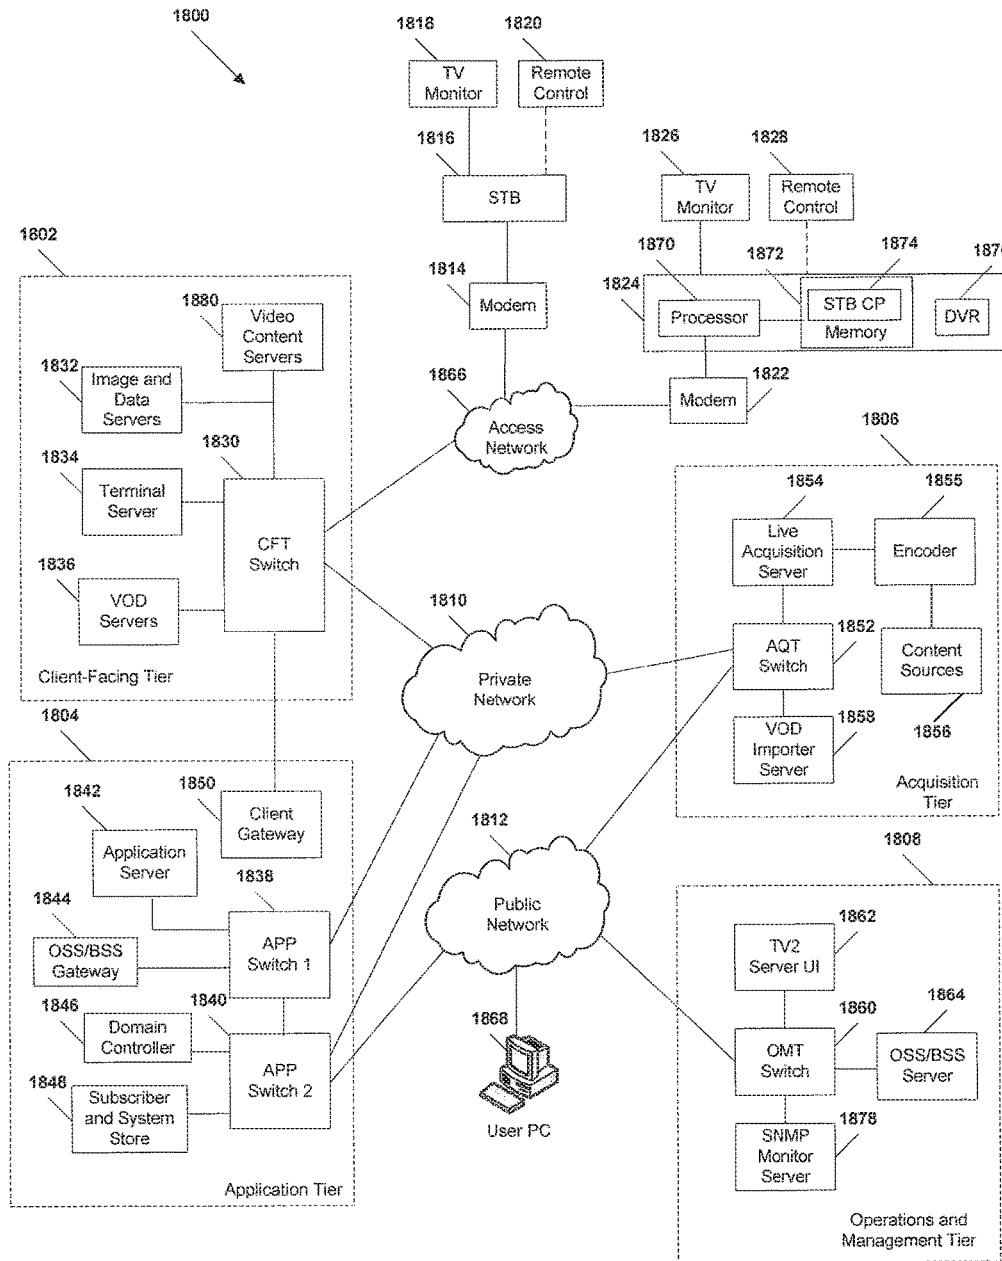 1800
1818
1820
TV
Monitor
Remote
Control
1816
STB
1826
1828
TV
Monitor
Remote
Control
1802
1814
Modem
1870
1872
1874
1824
Processor
STB CP
Memory
DVR
1880
Video
Content
Servers
1832
Image and
Data
Servers
1866
Access
Network
Modem
1822
1830
1834
Terminal
Server
CFT
Switch
1836
VOD
Servers
Client-Facing Tier
1806
1854
1855
Live
Acquisition
Server
Encoder
1810
Private
Network
AQT
Switch
1852
Content
Sources
VOD
Importer
Server
1858
1856
Acquisition
Tier
1804
1842
1850
Client
Gateway
Application
Server
1838
1844
OSS/BSS
Gateway
APP
Switch 1
1812
Public
Network
1808
1846
1840
Domain
Controller
1848
Subscriber
and System
Store
APP
Switch 2
Application Tier
1868
User PC
1862
TV2
Server UI
1860
1864
OMT
Switch
OSS/BSS
Server
SNMP
Monitor
Server
1878
Operations and
Management Tier